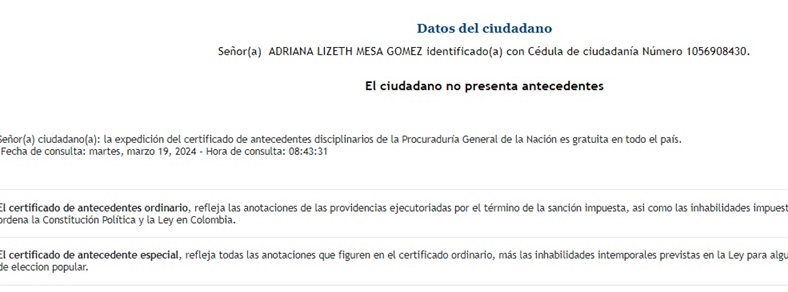 Datos del ciudadano
Señor(a) ADRIANA LIZETH MESA GOMEZ identificado(a) con Cédula de ciudadanía Número 1056908430.
El ciudadano no presenta antecedentes
Señor(a) ciudadano(a): la expedición del certificado de antecedentes disciplinarios de la Procuraduría General de la Nación es gratuita en todo el país.
Fecha de consulta: martes, marzo 19, 2024 - Hora de consulta: 08:43:31
El certificado de antecedentes ordinario, refleja las anotaciones de las providencias ejecutoriadas por el término de la sanción impuesta, asi como las inhabilidades
ordena la Constitución Política y la Ley en Colombia.
El certificado de antecedente especial, refleja todas las anotaciones que figuren en el certificado ordinario, más las inhabilidades intemporales previstas en la Ley para
de eleccion popular.